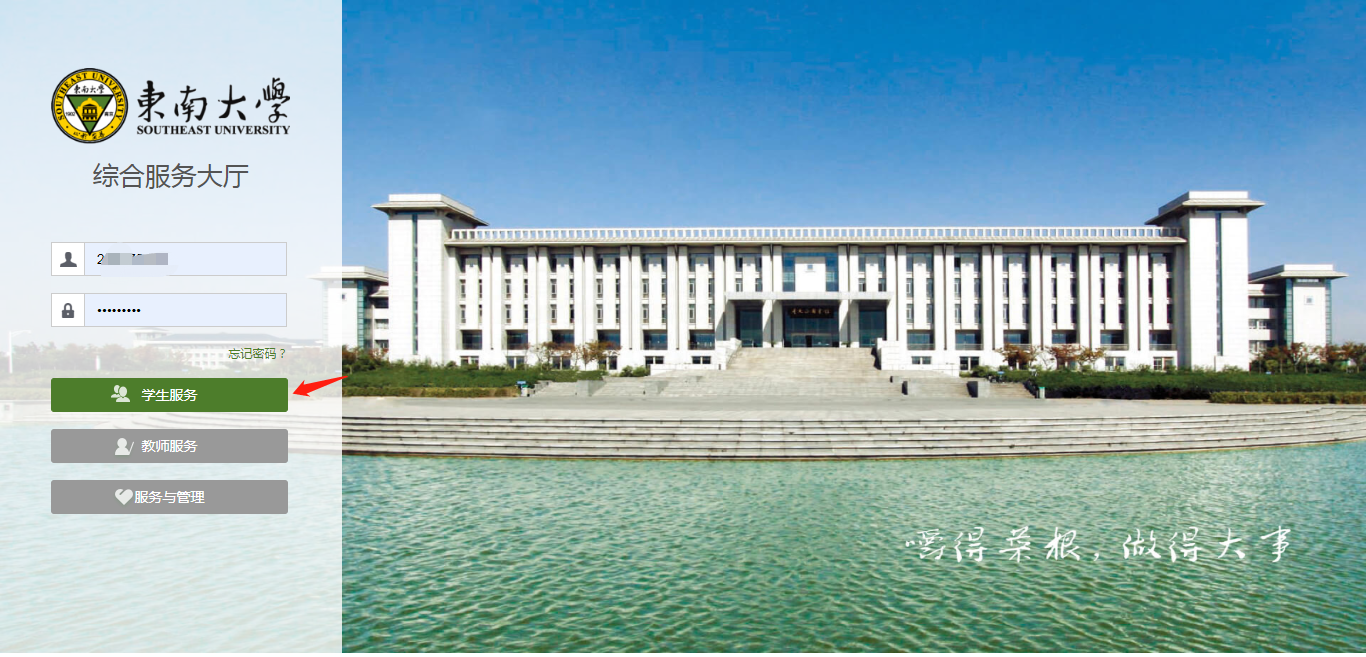 東南大學
SOUTHEAST UNIVERSITY
综合服务大厅
2
•••••••••
忘记密码？
学生服务
教师服务
服务与管理
嚼得菜根，做得大事